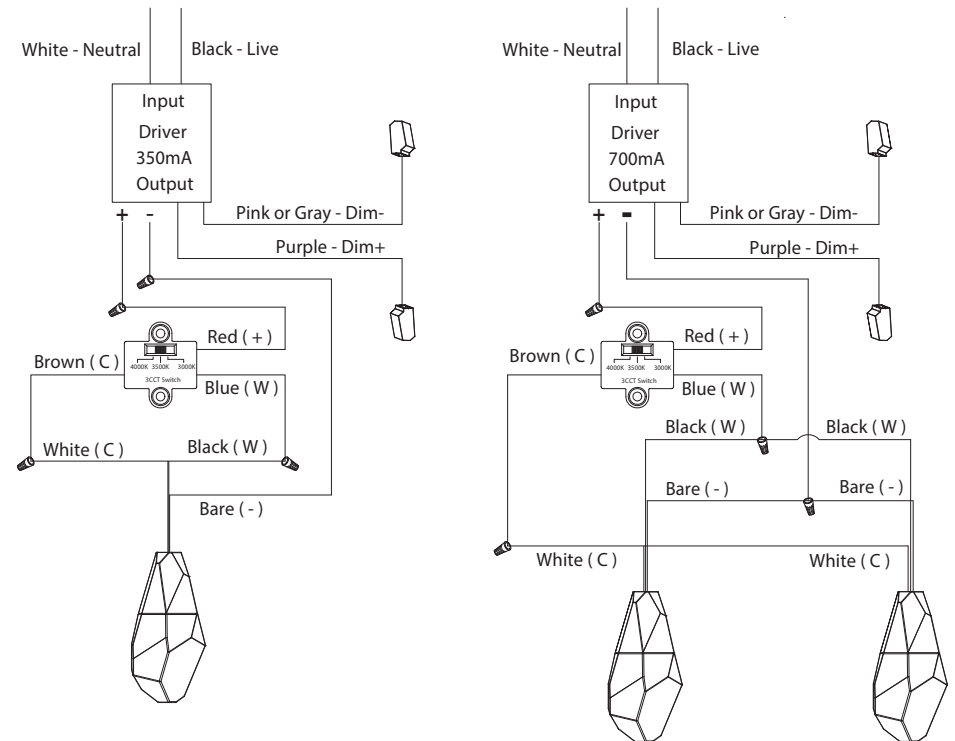 White - Neutral
Black - Live
Input
Driver
350mA
Output
+ -
Pink or Gray - Dim-
Purple - Dim+
Red ( + )
Brown ( C )
4000K 3500K 3000K
3CCT Switch
Blue ( W )
White ( C )
Black ( W )
Bare ( - )
White - Neutral
Black - Live
Input
Driver
700mA
Output
+ -
Pink or Gray - Dim-
Purple - Dim+
Red ( + )
Brown ( C )
4000K 3500K 3000K
3CCT Switch
Blue ( W )
Black ( W )
Black ( W )
Bare ( - )
Bare ( - )
White ( C )
White ( C )